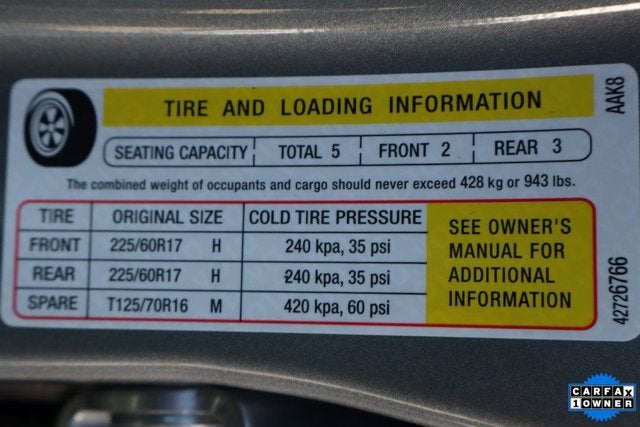 TIRE AND LOADING INFORMATION
SEATING CAPACITY TOTAL 5 FRONT 2 REAR 3
The combined weight of occupants and cargo should never exceed 428 kg or 943 lbs.
TIRE ORIGINAL SIZE COLD TIRE PRESSURE
FRONT 225/60R17 H 240 kpa, 35 psi
REAR 225/60R17 H 240 kpa, 35 psi
SPARE T125/70R16 M 420 kpa, 60 psi
SEE OWNER'S
MANUAL FOR
ADDITIONAL
INFORMATION
AAK8
42726766
CARFAX
1 OWNER